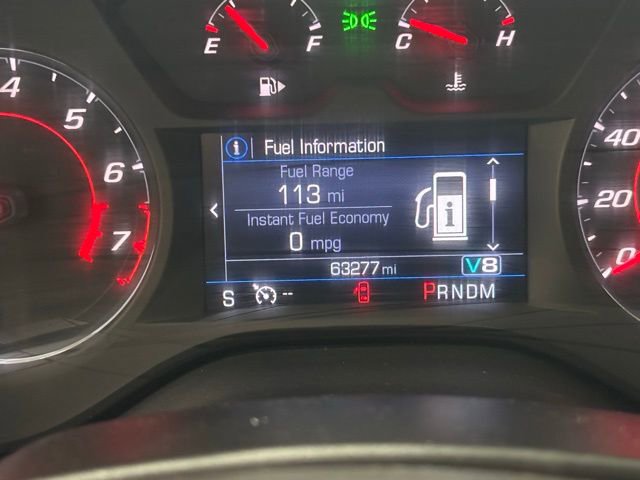 E F C H
4
5
6
7
i Fuel Information
Fuel Range
113 mi
Instant Fuel Economy
0 mpg
i
63277 mi V8
S -- PRNDM
40
20
0